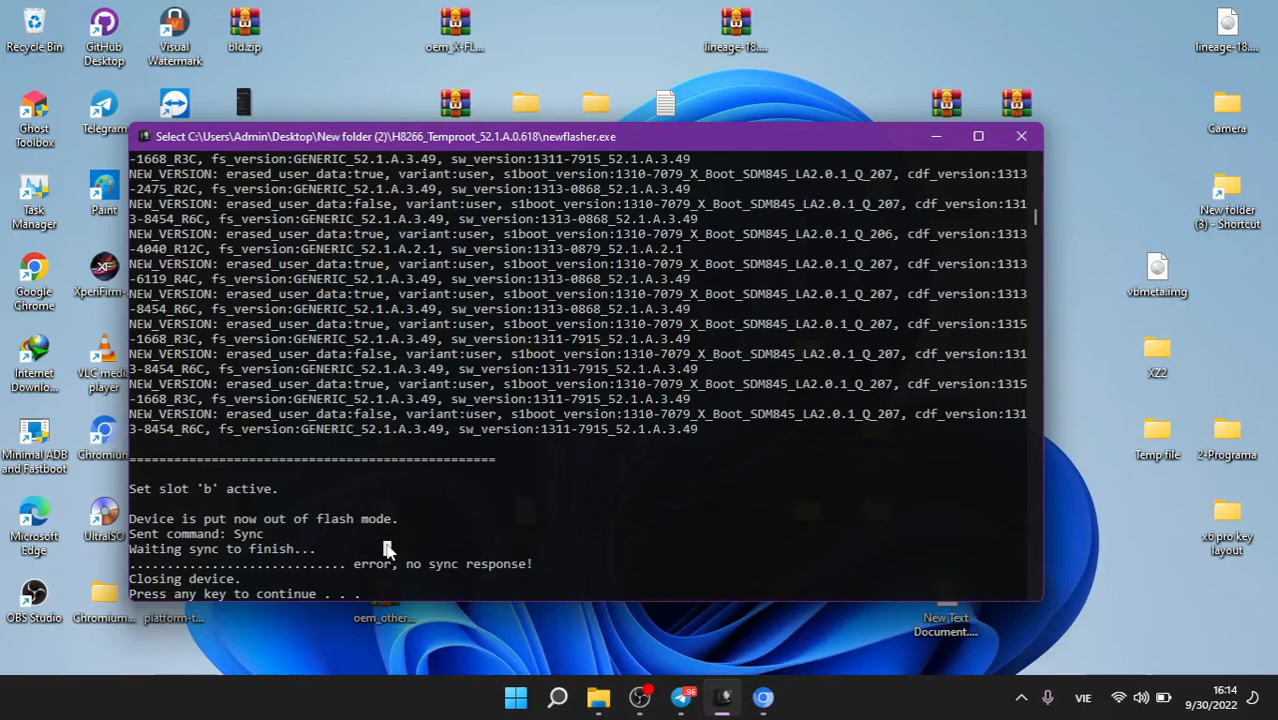 Recycle Bin
GitHub
Desktop
Visual
Watermark
bld.zip
oem_X-FL...
lineage-18....
lineage-18....
Ghost
Toolbox
Telegram
Camera
Select C:\Users\Admin\Desktop\New folder (2)\H8266_Temproot_52.1.A.0.618\newflasher.exe
-1668_R3C, fs_version:GENERIC_52.1.A.3.49, sw_version:1311-7915_52.1.A.3.49
NEW_VERSION: erased_user_data:true, variant:user, s1boot_version:1310-7079_X_Boot_SDM845_LA2.0.1_Q_207, cdf_version:1313
-2475_R2C, fs_version:GENERIC_52.1.A.3.49, sw_version:1313-0868_52.1.A.3.49
NEW_VERSION: erased_user_data:false, variant:user, s1boot_version:1310-7079_X_Boot_SDM845_LA2.0.1_Q_207, cdf_version:131
3-8454_R6C, fs_version:GENERIC_52.1.A.3.49, sw_version:1313-0868_52.1.A.3.49
NEW_VERSION: erased_user_data:true, variant:user, s1boot_version:1310-7079_X_Boot_SDM845_LA2.0.1_Q_206, cdf_version:1313
-4040_R12C, fs_version:GENERIC_52.1.A.2.1, sw_version:1313-0879_52.1.A.2.1
NEW_VERSION: erased_user_data:true, variant:user, s1boot_version:1310-7079_X_Boot_SDM845_LA2.0.1_Q_207, cdf_version:1313
-6119_R4C, fs_version:GENERIC_52.1.A.3.49, sw_version:1313-0868_52.1.A.3.49
NEW_VERSION: erased_user_data:true, variant:user, s1boot_version:1310-7079_X_Boot_SDM845_LA2.0.1_Q_207, cdf_version:1313
-8454_R6C, fs_version:GENERIC_52.1.A.3.49, sw_version:1313-0868_52.1.A.3.49
NEW_VERSION: erased_user_data:true, variant:user, s1boot_version:1310-7079_X_Boot_SDM845_LA2.0.1_Q_207, cdf_version:1315
-1668_R3C, fs_version:GENERIC_52.1.A.3.49, sw_version:1311-7915_52.1.A.3.49
NEW_VERSION: erased_user_data:false, variant:user, s1boot_version:1310-7079_X_Boot_SDM845_LA2.0.1_Q_207, cdf_version:131
3-8454_R6C, fs_version:GENERIC_52.1.A.3.49, sw_version:1311-7915_52.1.A.3.49
NEW_VERSION: erased_user_data:true, variant:user, s1boot_version:1310-7079_X_Boot_SDM845_LA2.0.1_Q_207, cdf_version:1315
-1668_R3C, fs_version:GENERIC_52.1.A.3.49, sw_version:1311-7915_52.1.A.3.49
NEW_VERSION: erased_user_data:false, variant:user, s1boot_version:1310-7079_X_Boot_SDM845_LA2.0.1_Q_207, cdf_version:131
3-8454_R6C, fs_version:GENERIC_52.1.A.3.49, sw_version:1311-7915_52.1.A.3.49
=================================================
Set slot 'b' active.
Device is put now out of flash mode.
Sent command: Sync
Waiting sync to finish...
............................. error, no sync response!
Closing device.
Press any key to continue . . .
Task
Manager
Paint
New folder
(3) - Shortcut
Google
Chrome
XperiFirm-
vbmeta.img
Internet
Downlo...
VLC media
player
XZ2
Minimal ADB
and Fastboot
Chromium
Temp file
2-Programa
Microsoft
Edge
UltraISO
x6 pro key
layout
OBS Studio
Chromium...
platform-t...
oem_other...
New Text
Document....
96
VIE
16:14
9/30/2022